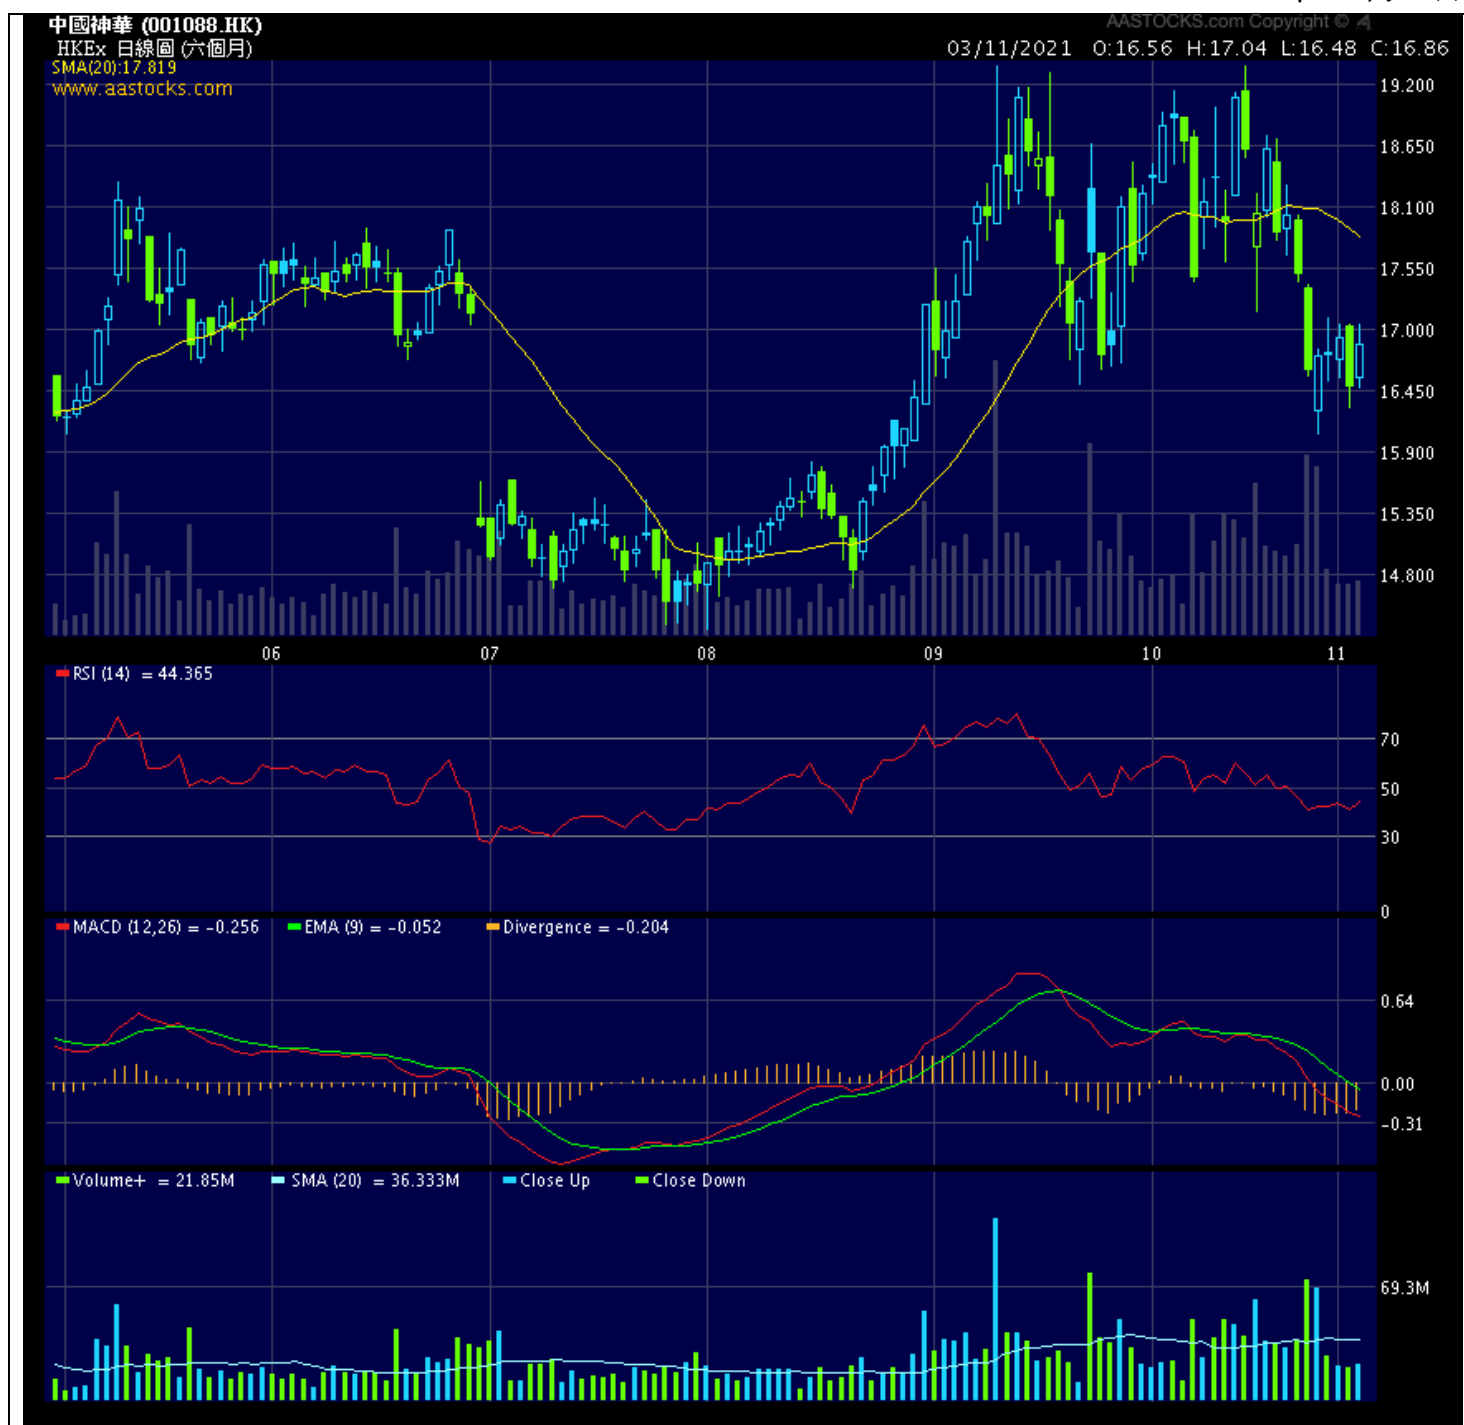 AASTOCKS.com Copyright ©
中國神華 (001088.HK)
HKEx 日線圖 (六個月)
03/11/2021 O:16.56 H:17.04 L:16.48 C:16.86
SMA(20):17.819
www.aastocks.com
19.200
18.650
18.100
17.550
17.000
16.450
15.900
15.350
14.800
06 07 08 09 10 11
RSI (14) = 44.365
70
50
30
0
MACD (12,26) = -0.256 EMA (9) = -0.052 Divergence = -0.204
0.64
0.00
-0.31
Volume+ = 21.85M SMA (20) = 36.333M Close Up Close Down
69.3M